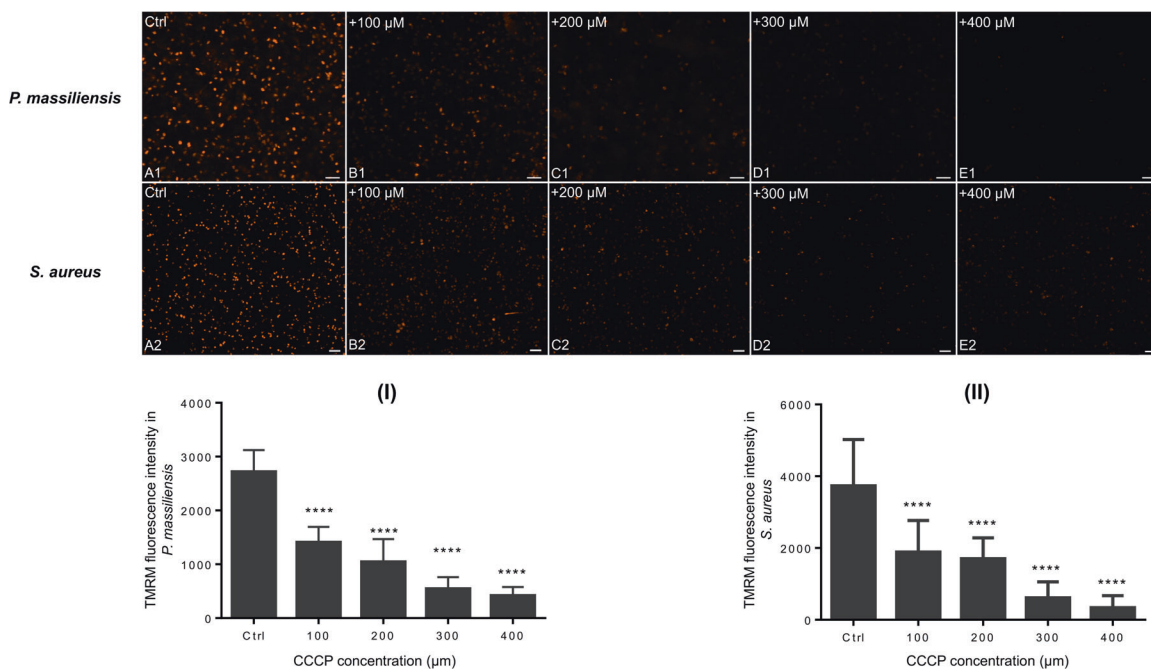 Ctrl +100 µM +200 µM +300 µM +400 µM
P. massiliensis
A1 B1 C1 D1 E1
Ctrl +100 µM +200 µM +300 µM +400 µM
S. aureus
A2 B2 C2 D2 E2
(I)
TMRM fluorescence intensity in
P. massiliensis
4000
3000
2000
1000
0
**** **** **** ****
Ctrl 100 200 300 400
CCCP concentration (µm)
(II)
TMRM fluorescence intensity in
S. aureus
6000
4000
2000
0
**** **** **** ****
Ctrl 100 200 300 400
CCCP concentration (µm)